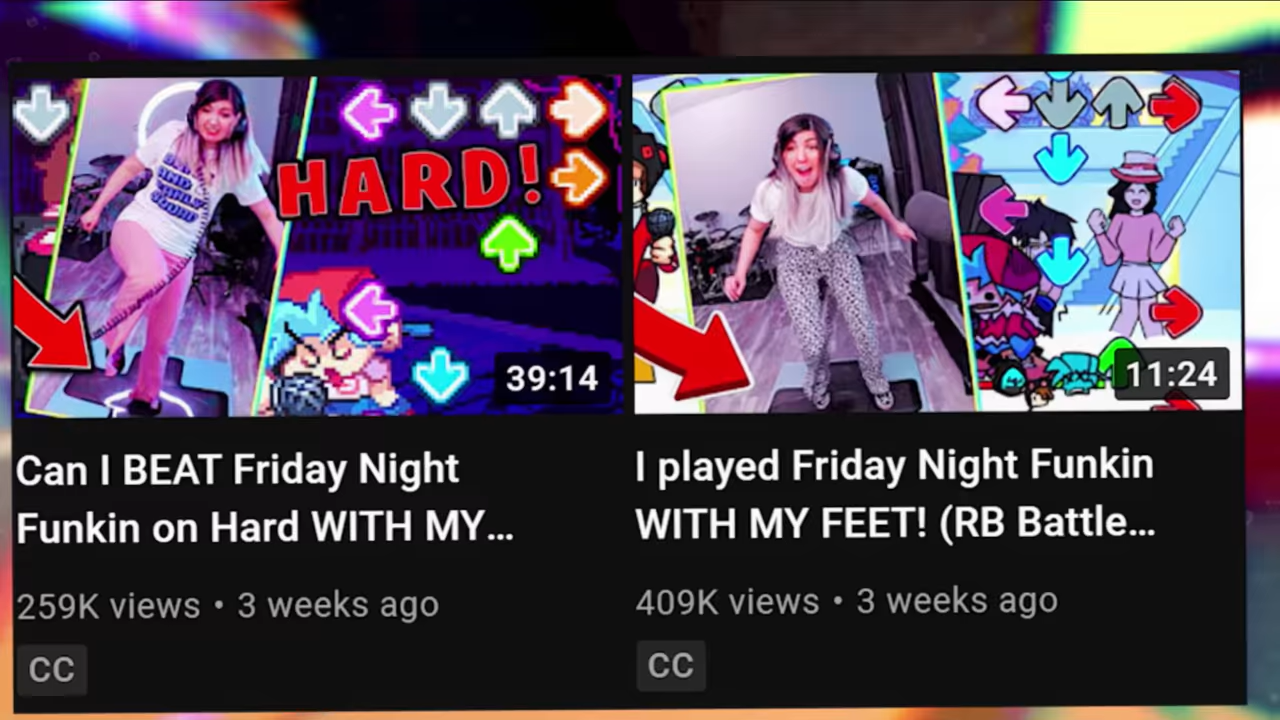 HARD!
39:14
11:24
Can I BEAT Friday Night
Funkin on Hard WITH MY...
259K views • 3 weeks ago
CC
I played Friday Night Funkin
WITH MY FEET! (RB Battle...
409K views • 3 weeks ago
CC